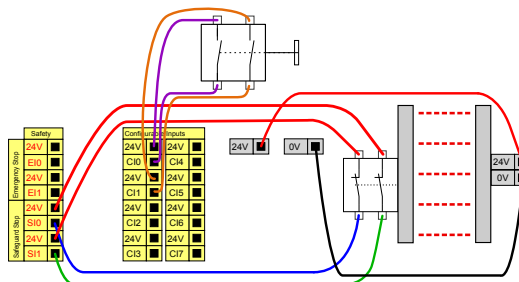 Safety
Emergency Stop
24V
EI0
24V
EI1
Safeguard Stop
24V
SI0
24V
SI1
Configurable Inputs
24V 24V
CI0 CI4
24V 24V
CI1 CI5
24V 24V
CI2 CI6
24V 24V
CI3 CI7
24V
0V
24V
0V